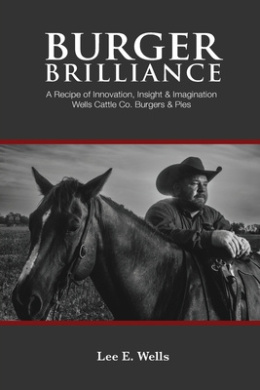 BURGER
BRILLIANCE
A Recipe of Innovation, Insight & Imagination
Wells Cattle Co. Burgers & Pies
Lee E. Wells